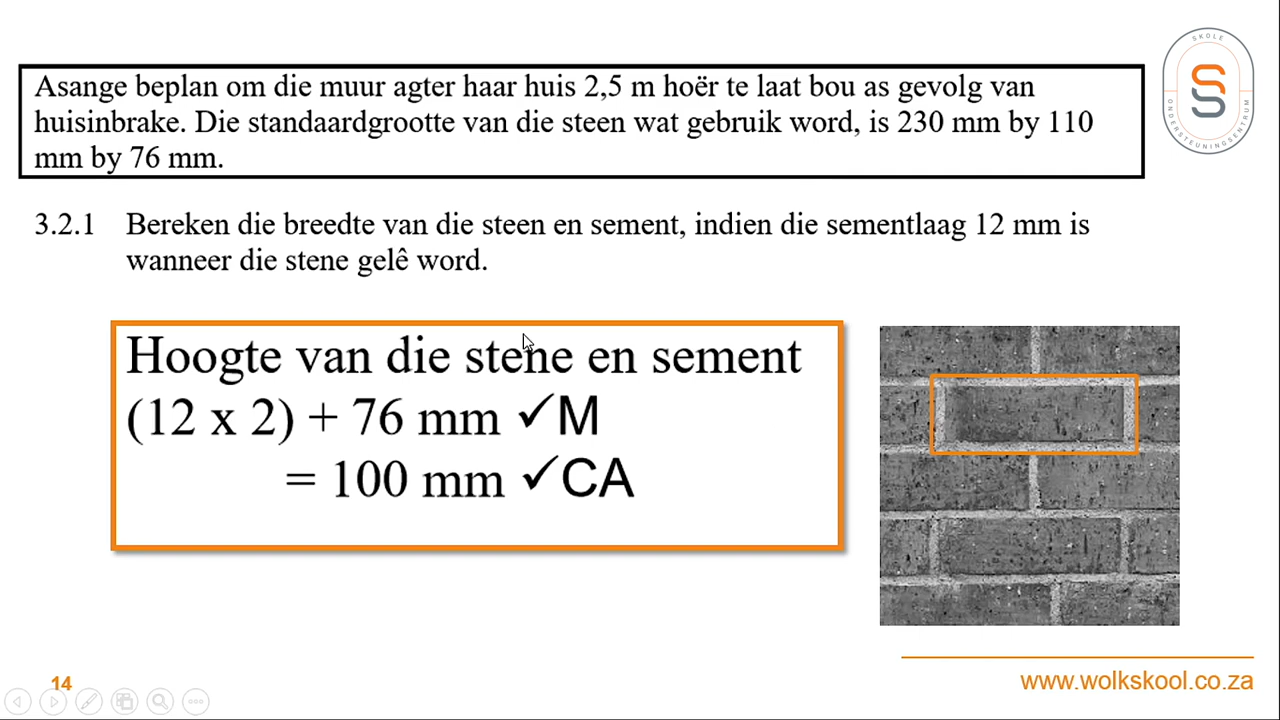 SKOLE
ONDERSTEUNINGSENTRUM
Asange beplan om die muur agter haar huis 2,5 m hoër te laat bou as gevolg van
huisinbrake. Die standaardgrootte van die steen wat gebruik word, is 230 mm by 110
mm by 76 mm.
3.2.1 Bereken die breedte van die steen en sement, indien die sementlaag 12 mm is
wanneer die stene gelê word.
Hoogte van die stene en sement
(12 x 2) + 76 mm ✓M
= 100 mm ✓CA
14
www.wolkskool.co.za